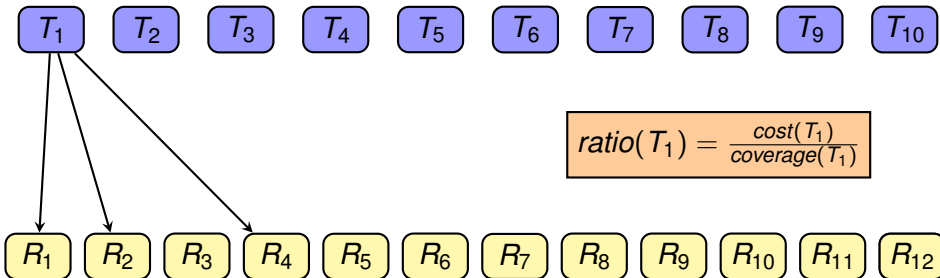 T₁ T₂ T₃ T₄ T₅ T₆ T₇ T₈ T₉ T₁₀
ratio(T₁) = cost(T₁) / coverage(T₁)
R₁ R₂ R₃ R₄ R₅ R₆ R₇ R₈ R₉ R₁₀ R₁₁ R₁₂